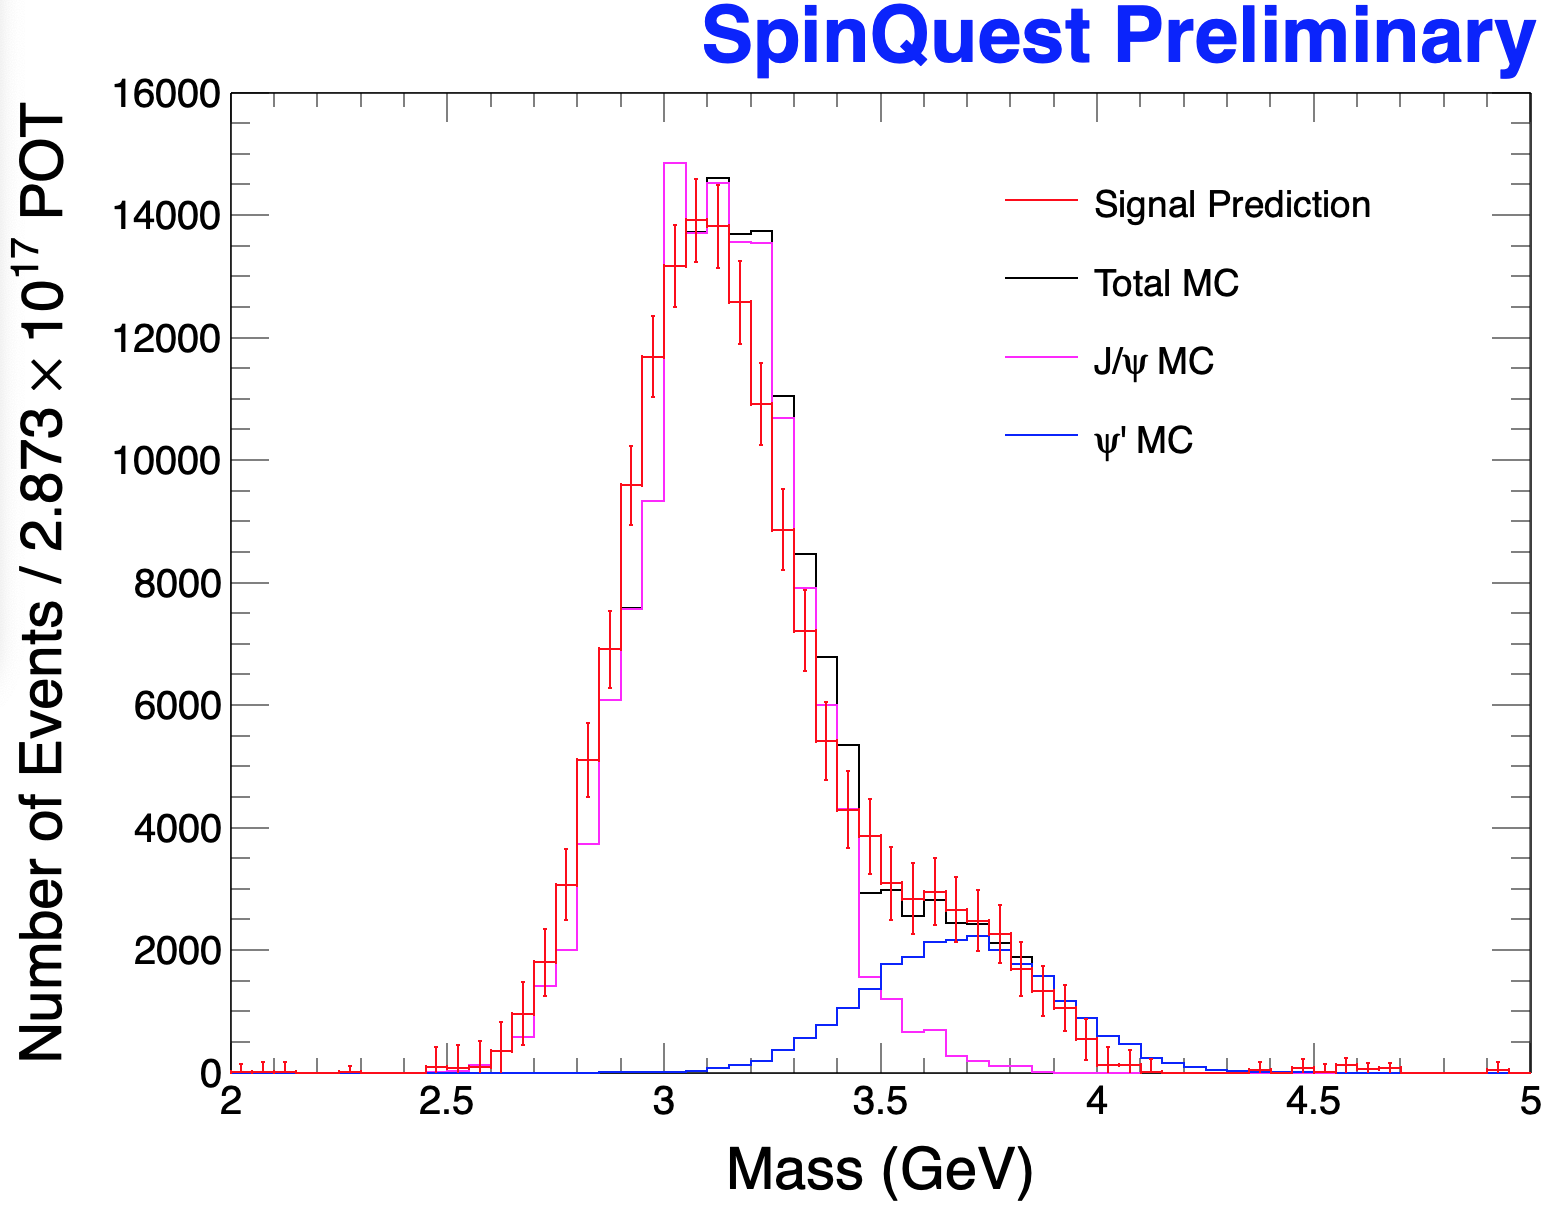 SpinQuest Preliminary
Number of Events / 2.873 × 10¹⁷ POT
16000
14000
12000
10000
8000
6000
4000
2000
0
Signal Prediction
Total MC
J/ψ MC
ψ' MC
2 2.5 3 3.5 4 4.5 5
Mass (GeV)